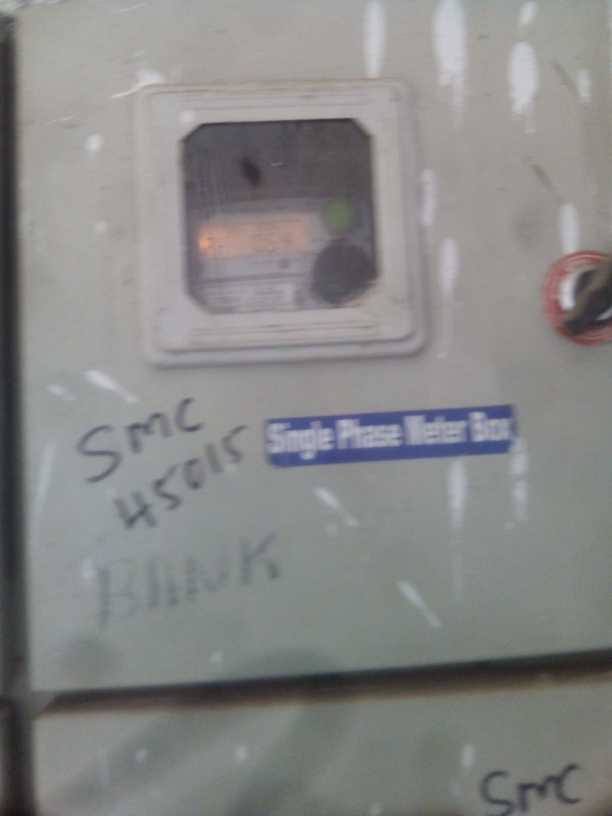 Single Phase Meter Box
SMC
45015
BANK
SMC